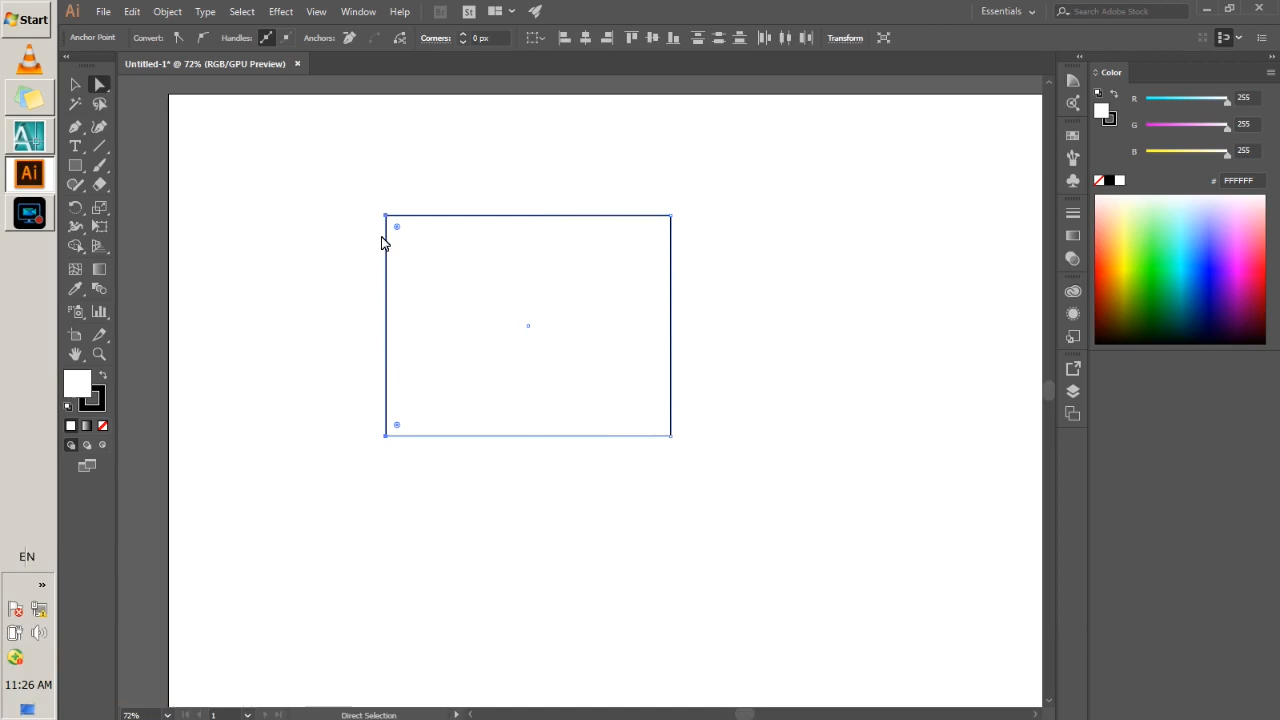 Start
Ai File Edit Object Type Select Effect View Window Help Br St Essentials Search Adobe Stock
Anchor Point Convert: Handles: Anchors: Corners: 0 px Transform
Untitled-1* @ 72% (RGB/GPU Preview) ×
Color
R 255
G 255
B 255
# FFFFFF
Ai
EN
11:26 AM
72% 1 Direct Selection